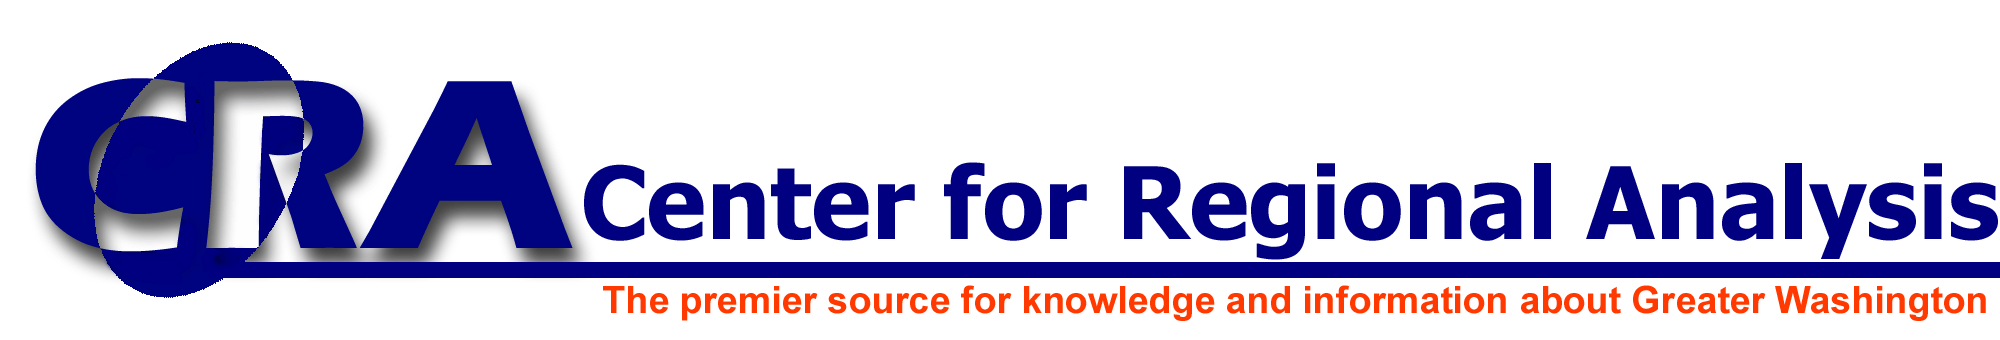 CRA
Center for Regional Analysis
The premier source for knowledge and information about Greater Washington